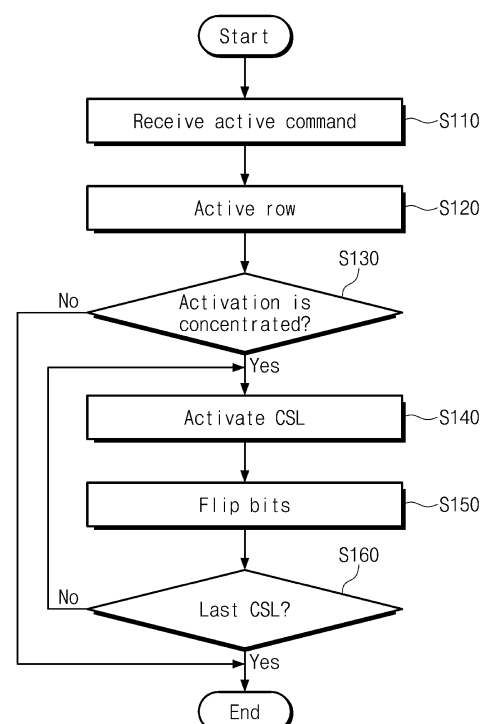 Start
Receive active command
S110
Active row
S120
S130
No
Activation is
concentrated?
Yes
Activate CSL
S140
Flip bits
S150
S160
No
Last CSL?
Yes
End